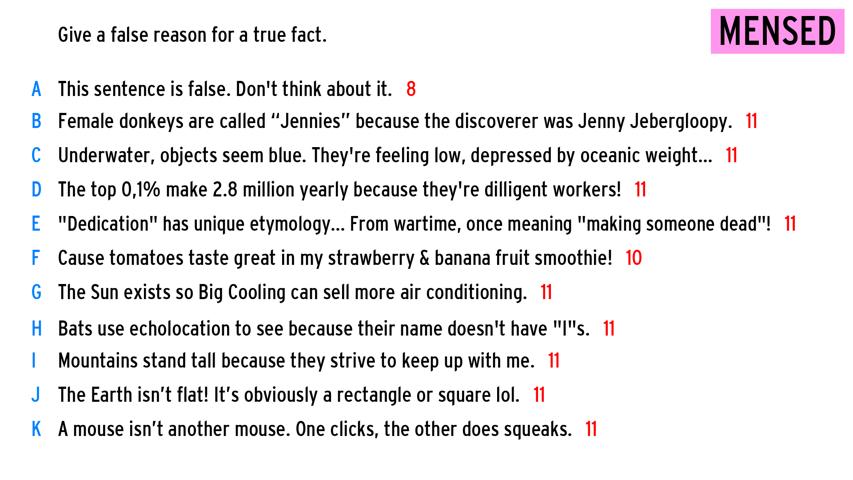 Give a false reason for a true fact.
MENSED
A This sentence is false. Don't think about it. 8
B Female donkeys are called “Jennies” because the discoverer was Jenny Jebergloopy. 11
C Underwater, objects seem blue. They're feeling low, depressed by oceanic weight... 11
D The top 0,1% make 2.8 million yearly because they're dilligent workers! 11
E "Dedication" has unique etymology... From wartime, once meaning "making someone dead"! 11
F Cause tomatoes taste great in my strawberry & banana fruit smoothie! 10
G The Sun exists so Big Cooling can sell more air conditioning. 11
H Bats use echolocation to see because their name doesn't have "I"s. 11
I Mountains stand tall because they strive to keep up with me. 11
J The Earth isn’t flat! It’s obviously a rectangle or square lol. 11
K A mouse isn’t another mouse. One clicks, the other does squeaks. 11